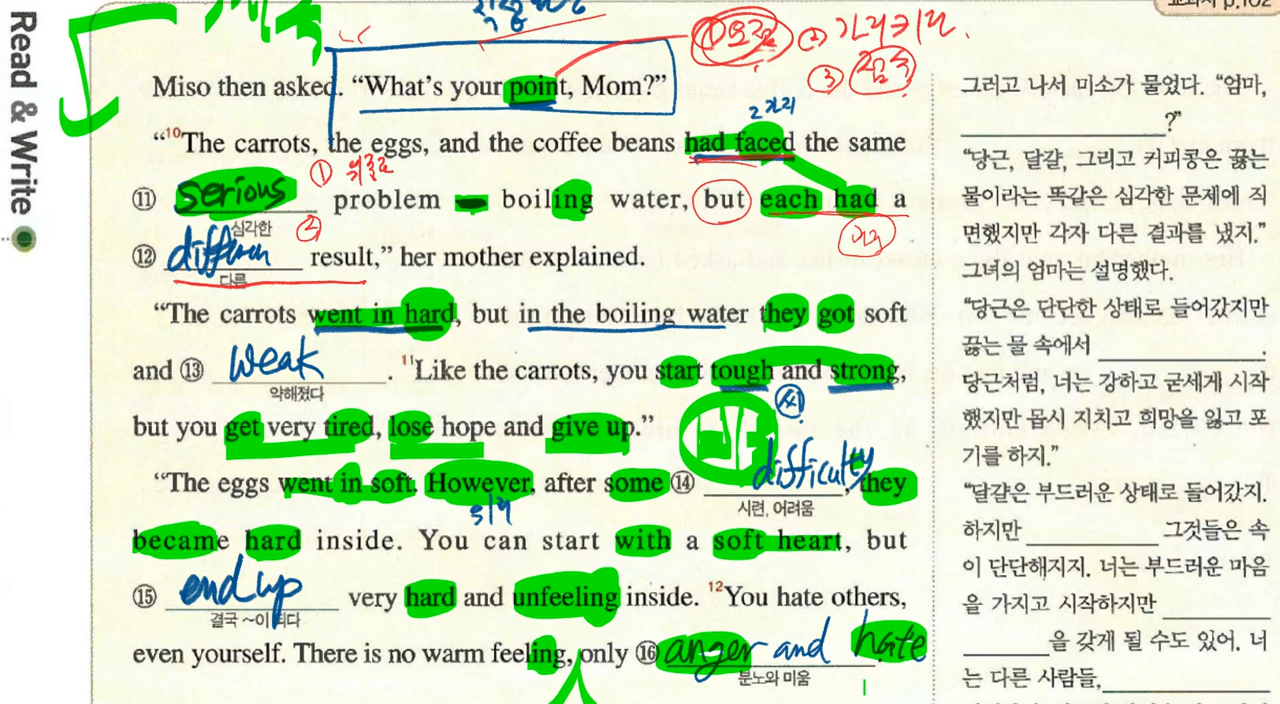 교과서 p.102
Read & Write
Miso then asked. “What’s your point, Mom?”
① 요점 ② 가리키다.
③
“10The carrots, the eggs, and the coffee beans had faced the same
⑪ serious problem boiling water, but each had a
심각한
⑫ differen result,” her mother explained.
다른
“The carrots went in hard, but in the boiling water they got soft
and ⑬ weak. 11Like the carrots, you start tough and strong,
약해졌다
but you get very tired, lose hope and give up.”
“The eggs went in soft. However, after some ⑭ difficulty, they
시련, 어려움
became hard inside. You can start with a soft heart, but
⑮ end up very hard and unfeeling inside. 12You hate others,
결국 ~이 되다
even yourself. There is no warm feeling, only ⑯ anger and hate
분노와 미움
그러고 나서 미소가 물었다. “엄마,
?”
“당근, 달걀, 그리고 커피콩은 끓는
물이라는 똑같은 심각한 문제에 직
면했지만 각자 다른 결과를 냈지.”
그녀의 엄마는 설명했다.
“당근은 단단한 상태로 들어갔지만
끓는 물 속에서 .
당근처럼, 너는 강하고 굳세게 시작
했지만 몹시 지치고 희망을 잃고 포
기를 하지.”
“달걀은 부드러운 상태로 들어갔지.
하지만 그것들은 속
이 단단해지지. 너는 부드러운 마음
을 가지고 시작하지만
을 갖게 될 수도 있어. 너
는 다른 사람들,